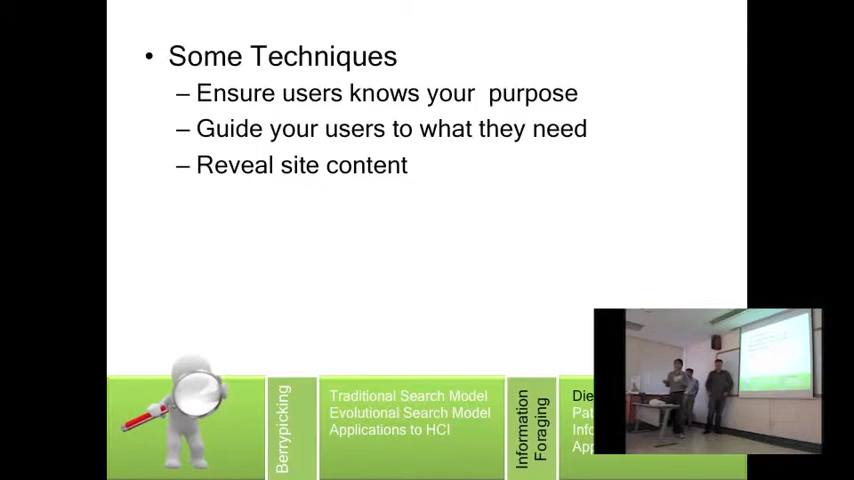 • Some Techniques
– Ensure users knows your purpose
– Guide your users to what they need
– Reveal site content
Berrypicking
Traditional Search Model
Evolutional Search Model
Applications to HCI
Information
Foraging